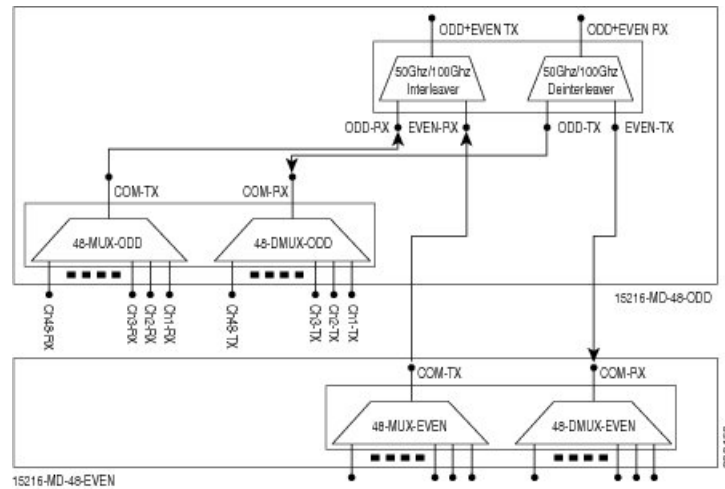 ODD+EVEN TX
ODD+EVEN RX
50Ghz/100Ghz
Interleaver
50Ghz/100Ghz
Deinterleaver
ODD-RX
EVEN-RX
ODD-TX
EVEN-TX
COM-TX
COM-RX
48-MUX-ODD
48-DMUX-ODD
Ch48-RX
Ch3-RX
Ch2-RX
Ch1-RX
Ch48-TX
Ch3-TX
Ch2-TX
Ch1-TX
15216-MD-48-ODD
COM-TX
COM-RX
48-MUX-EVEN
48-DMUX-EVEN
15216-MD-48-EVEN